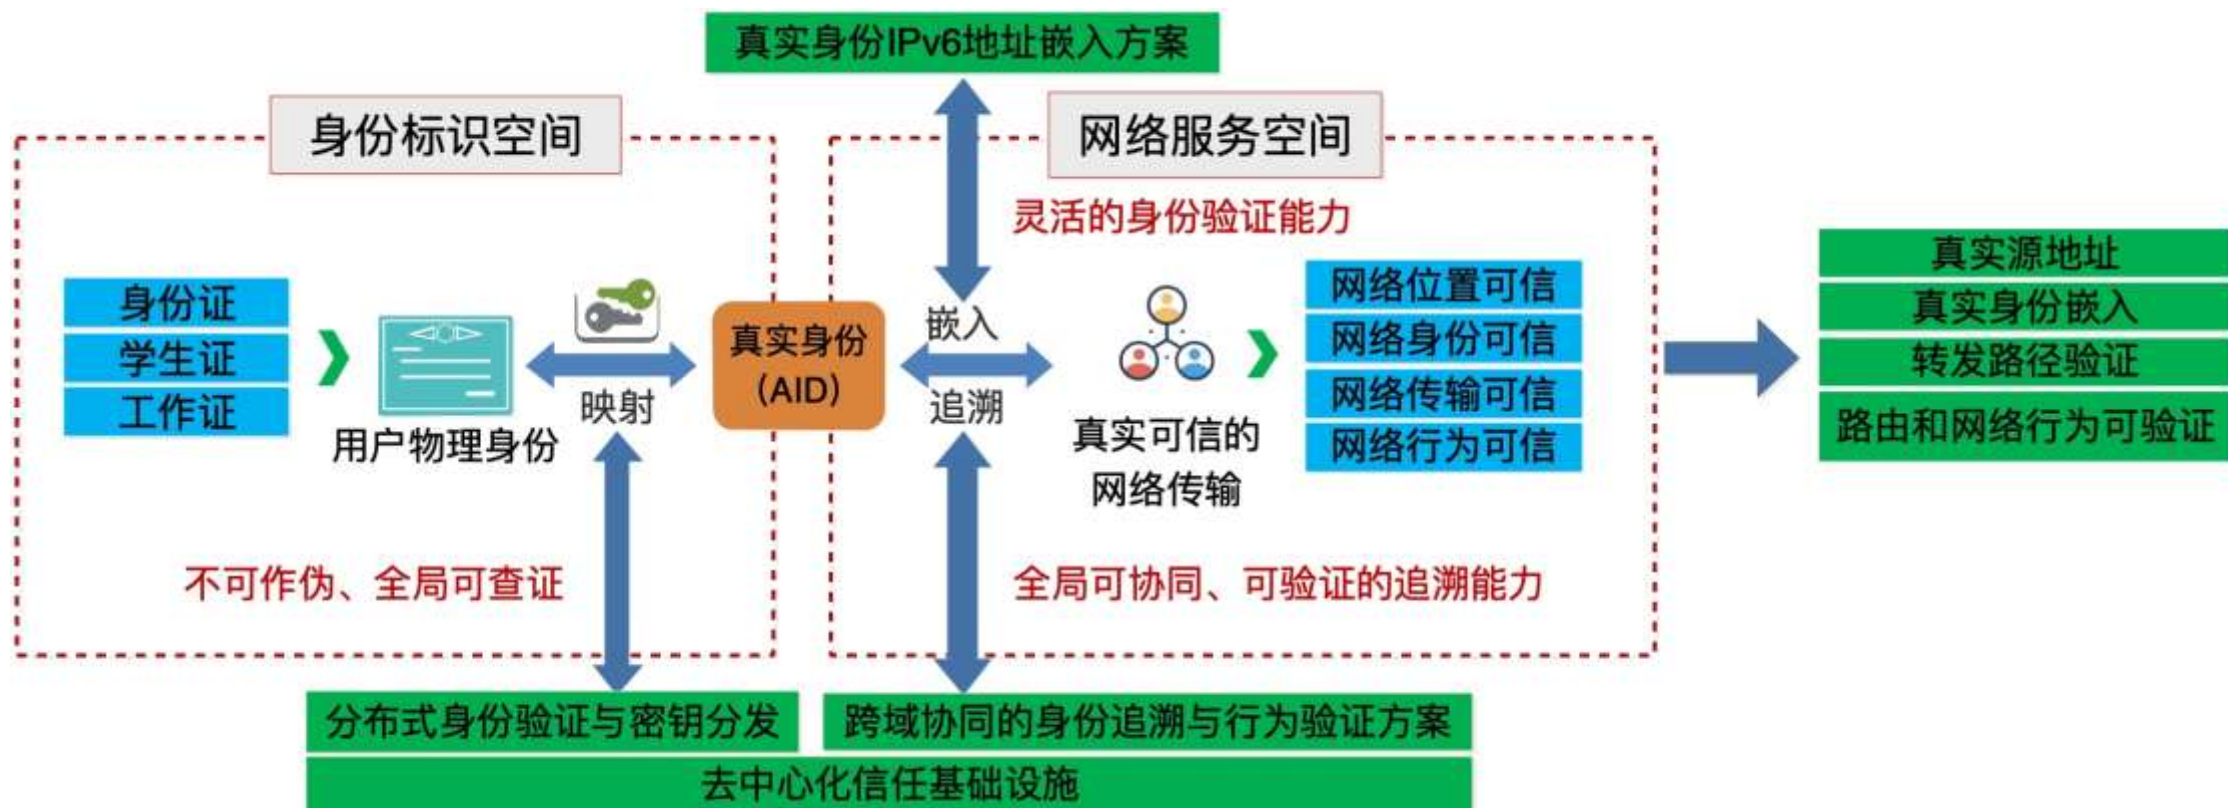 真实身份IPv6地址嵌入方案
身份标识空间
网络服务空间
灵活的身份验证能力
身份证
学生证
工作证
用户物理身份
映射
真实身份
(AID)
嵌入
追溯
真实可信的
网络传输
网络位置可信
网络身份可信
网络传输可信
网络行为可信
真实源地址
真实身份嵌入
转发路径验证
路由和网络行为可验证
不可作伪、全局可查证
全局可协同、可验证的追溯能力
分布式身份验证与密钥分发
跨域协同的身份追溯与行为验证方案
去中心化信任基础设施